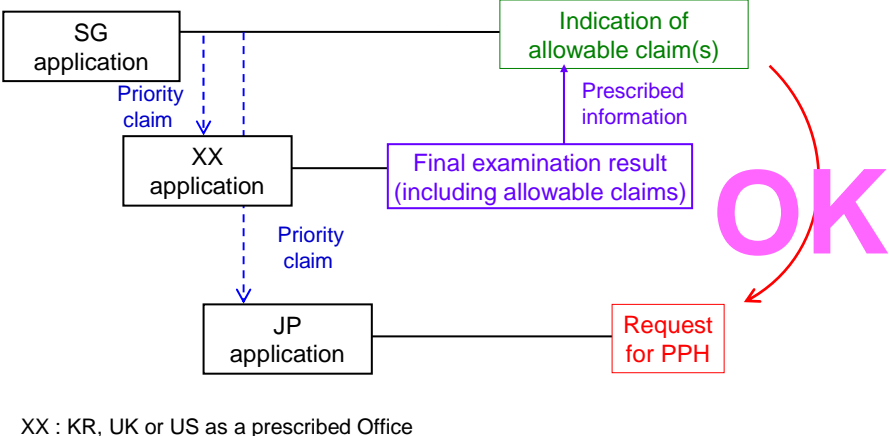 SG
application
Indication of
allowable claim(s)
Priority
claim
Prescribed
information
XX
application
Final examination result
(including allowable claims)
OK
Priority
claim
JP
application
Request
for PPH
XX : KR, UK or US as a prescribed Office